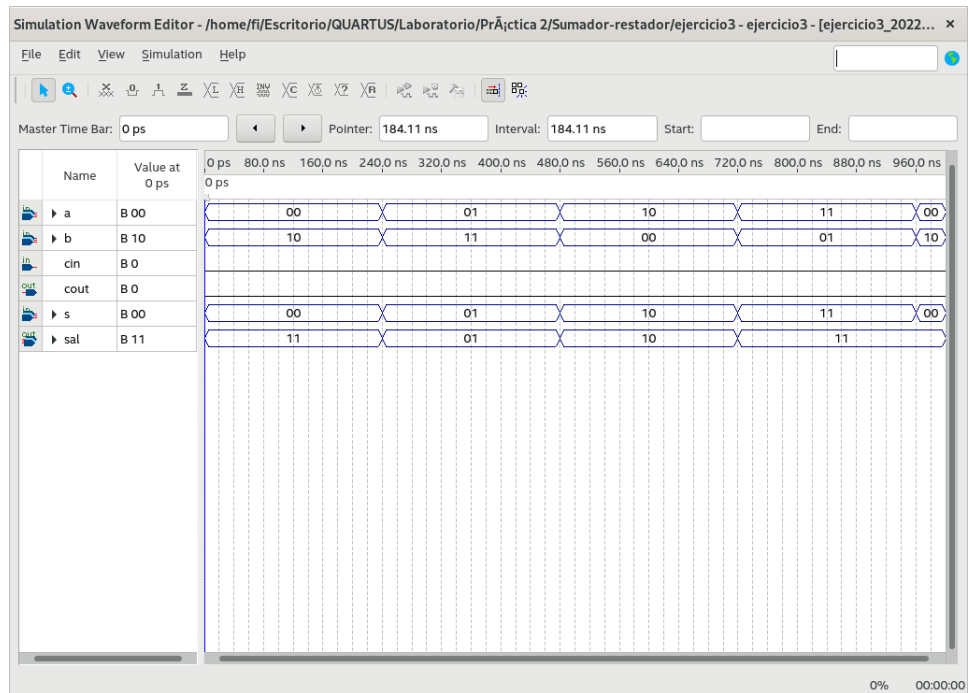 Simulation Waveform Editor - /home/fi/Escritorio/QUARTUS/Laboratorio/PrÃ¡ctica 2/Sumador-restador/ejercicio3 - ejercicio3 - [ejercicio3_2022... ×
File Edit View Simulation Help
Master Time Bar: 0 ps Pointer: 184.11 ns Interval: 184.11 ns Start: End:
Name Value at 0 ps
0 ps 80.0 ns 160.0 ns 240.0 ns 320.0 ns 400.0 ns 480.0 ns 560.0 ns 640.0 ns 720.0 ns 800.0 ns 880.0 ns 960.0 ns
0 ps
a B 00 00 01 10 11 00
b B 10 10 11 00 01 10
cin B 0
cout B 0
s B 00 00 01 10 11 00
sal B 11 11 01 10 11
0% 00:00:00